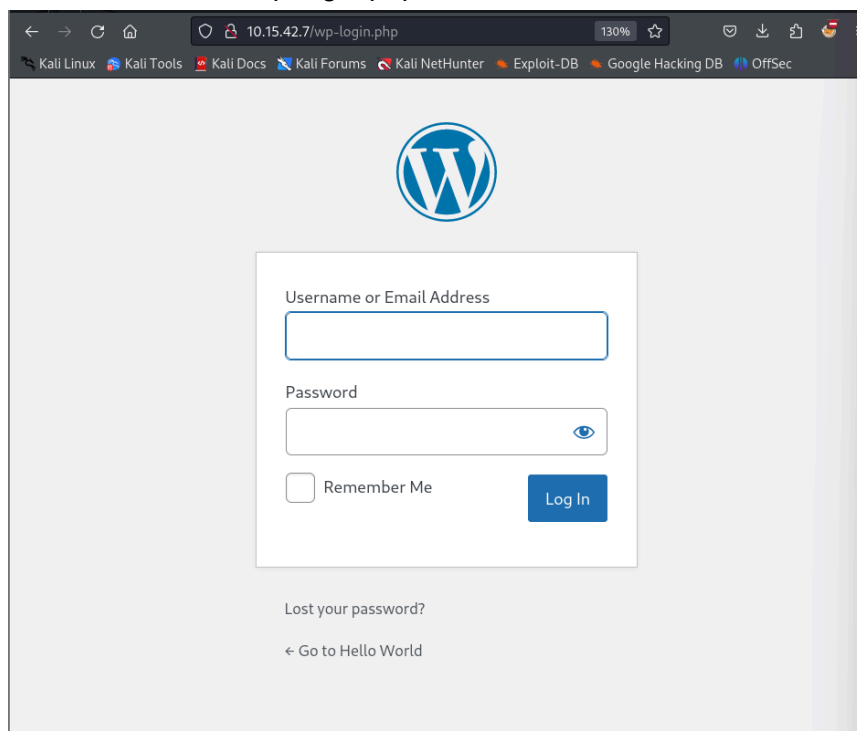 10.15.42.7/wp-login.php 130%
Kali Linux Kali Tools Kali Docs Kali Forums Kali NetHunter Exploit-DB Google Hacking DB OffSec
Username or Email Address
Password
Remember Me
Log In
Lost your password?
← Go to Hello World